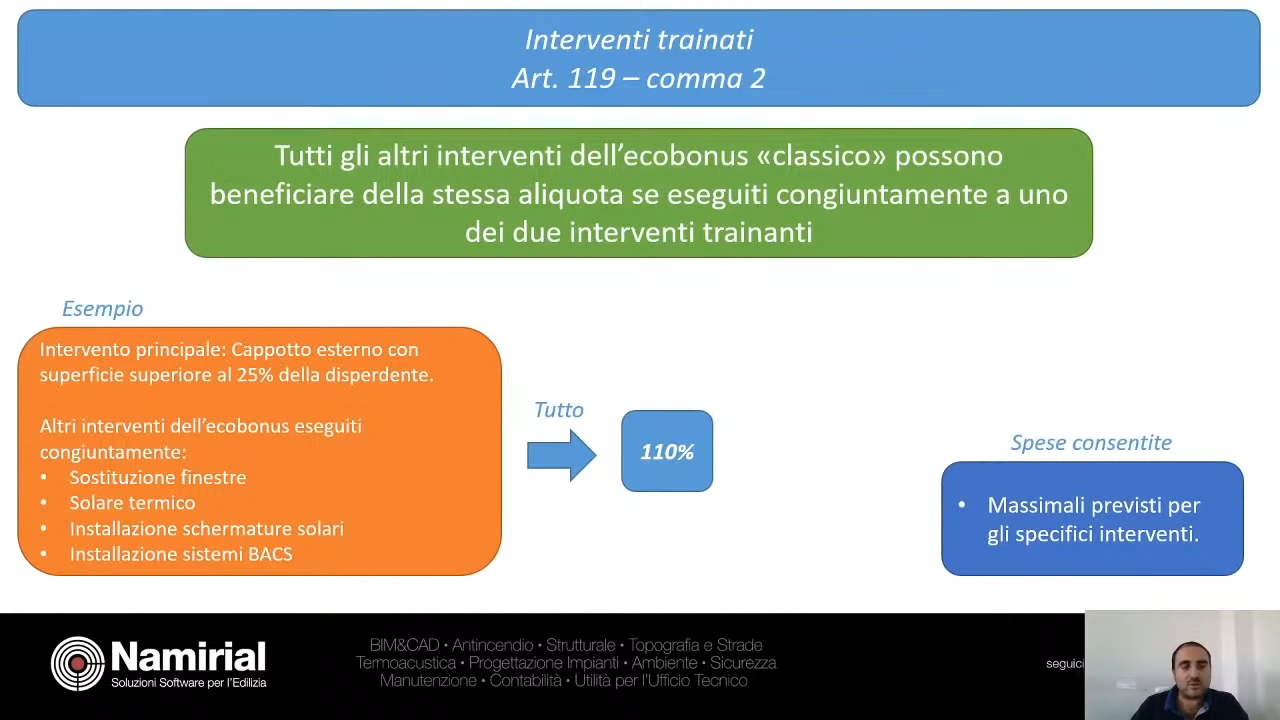 Interventi trainati
Art. 119 – comma 2
Tutti gli altri interventi dell’ecobonus «classico» possono
beneficiare della stessa aliquota se eseguiti congiuntamente a uno
dei due interventi trainanti
Esempio
Intervento principale: Cappotto esterno con
superficie superiore al 25% della disperdente.
Altri interventi dell’ecobonus eseguiti
congiuntamente:
• Sostituzione finestre
• Solare termico
• Installazione schermature solari
• Installazione sistemi BACS
Tutto
110%
Spese consentite
• Massimali previsti per
gli specifici interventi.
Namirial
Soluzioni Software per l’Edilizia
BIM&CAD • Antincendio • Strutturale • Topografia e Strade
Termoacustica • Progettazione Impianti • Ambiente • Sicurezza
Manutenzione • Contabilità • Utilità per l’Ufficio Tecnico
seguici